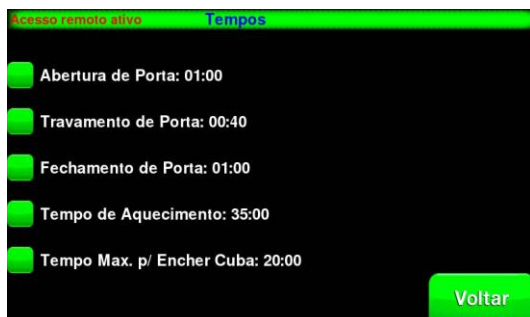 Acesso remoto ativo Tempos
Abertura de Porta: 01:00
Travamento de Porta: 00:40
Fechamento de Porta: 01:00
Tempo de Aquecimento: 35:00
Tempo Max. p/ Encher Cuba: 20:00
Voltar